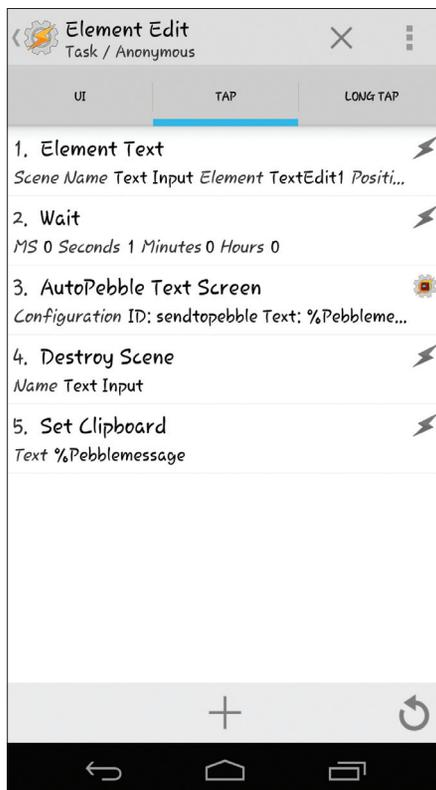 Element Edit
Task / Anonymous
UI
TAP
LONG TAP
1. Element Text
Scene Name Text Input Element TextEdit1 Positi...
2. Wait
MS 0 Seconds 1 Minutes 0 Hours 0
3. AutoPebble Text Screen
Configuration ID: sendtopebble Text: %Pebbleme...
4. Destroy Scene
Name Text Input
5. Set Clipboard
Text %Pebblemessage